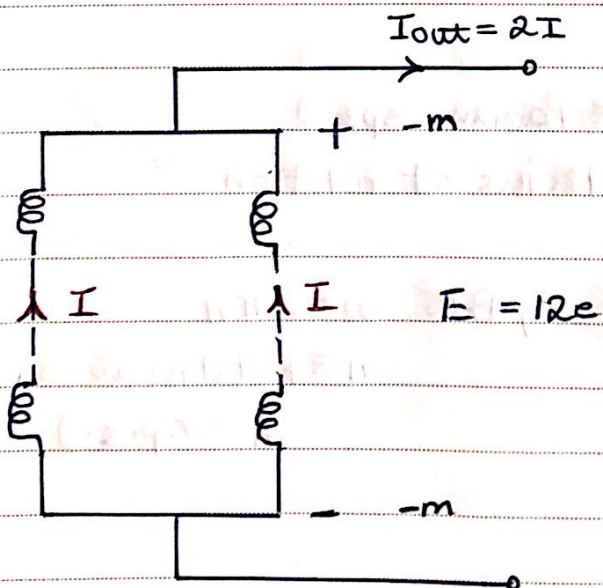 Iout = 2I
+ -m
I I E = 12e
- -m